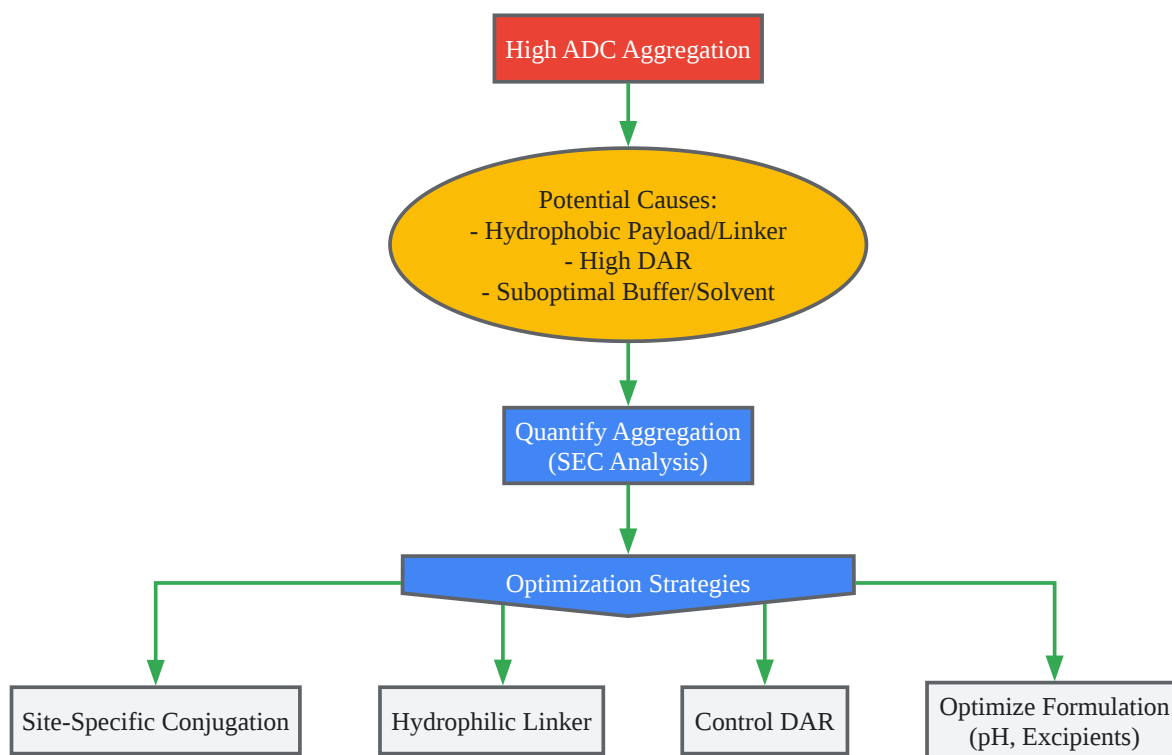 High ADC Aggregation
Potential Causes:
- Hydrophobic Payload/Linker
- High DAR
- Suboptimal Buffer/Solvent
Quantify Aggregation
(SEC Analysis)
Optimization Strategies
Site-Specific Conjugation
Hydrophilic Linker
Control DAR
Optimize Formulation
(pH, Excipients)